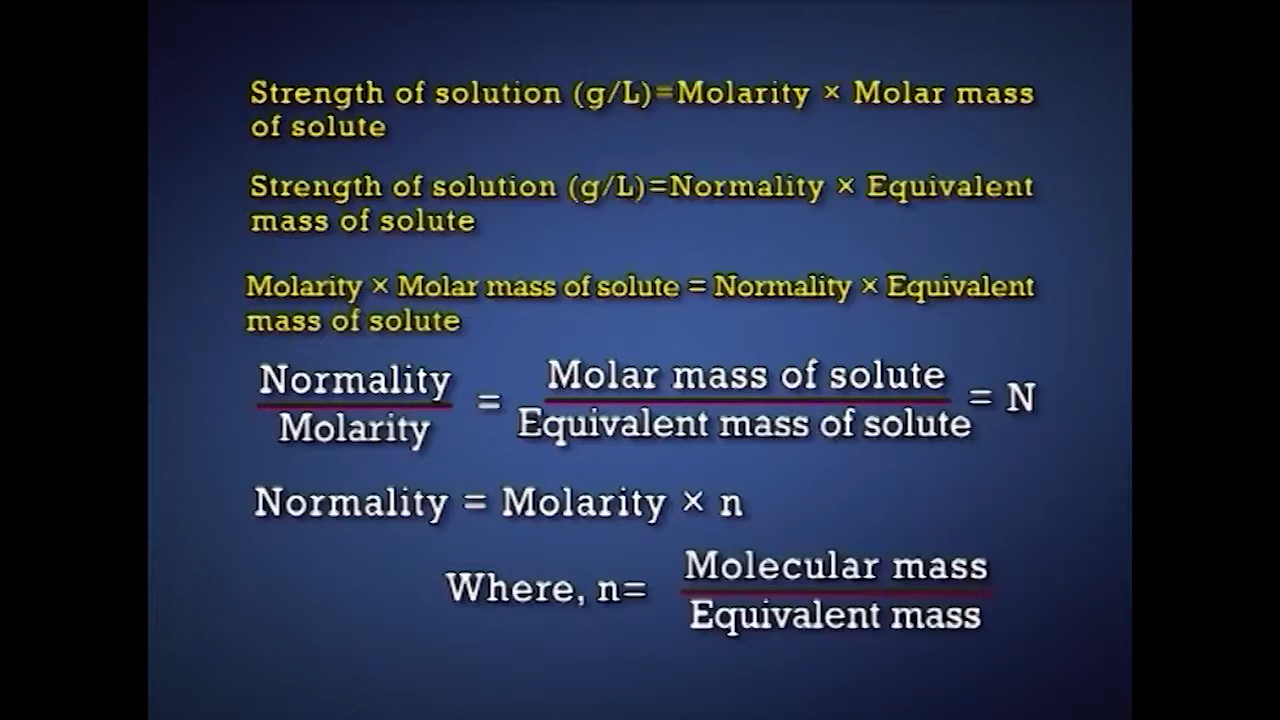 Strength of solution (g/L)=Molarity × Molar mass
of solute
Strength of solution (g/L)=Normality × Equivalent
mass of solute
Molarity × Molar mass of solute = Normality × Equivalent
mass of solute
Normality / Molarity = Molar mass of solute / Equivalent mass of solute = N
Normality = Molarity × n
Where, n= Molecular mass / Equivalent mass